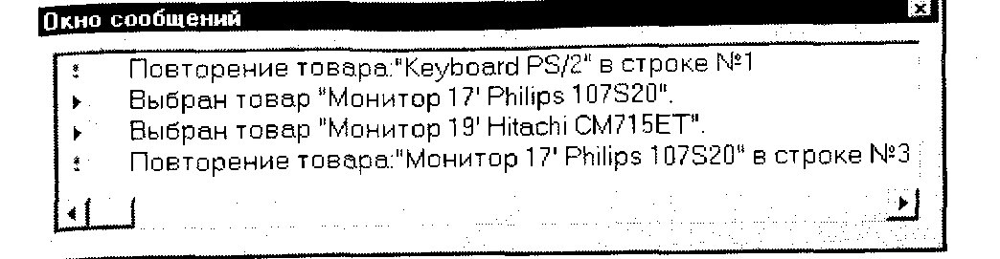 Окно сообщений
Повторение товара:"Keyboard PS/2" в строке №1
Выбран товар "Монитор 17' Philips 107S20".
Выбран товар "Монитор 19' Hitachi CM715ET".
Повторение товара:"Монитор 17' Philips 107S20" в строке №3